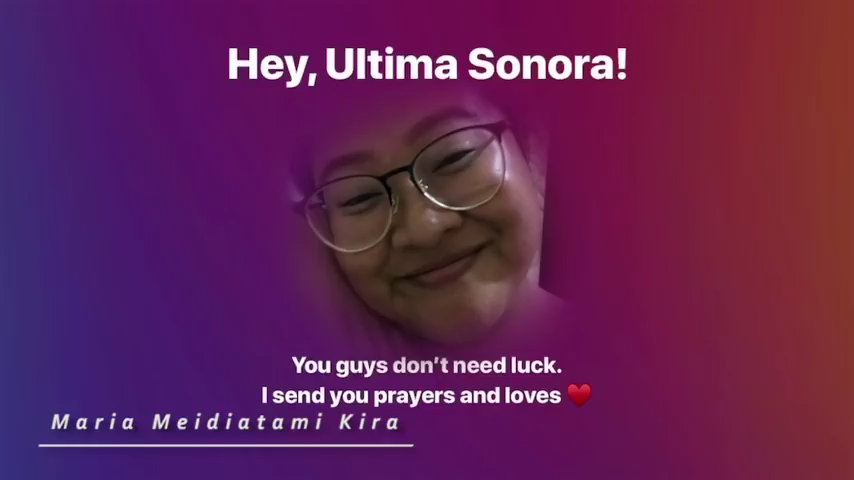 Hey, Ultima Sonora!
You guys don't need luck.
I send you prayers and loves ♥️
Maria Meidiatami Kira